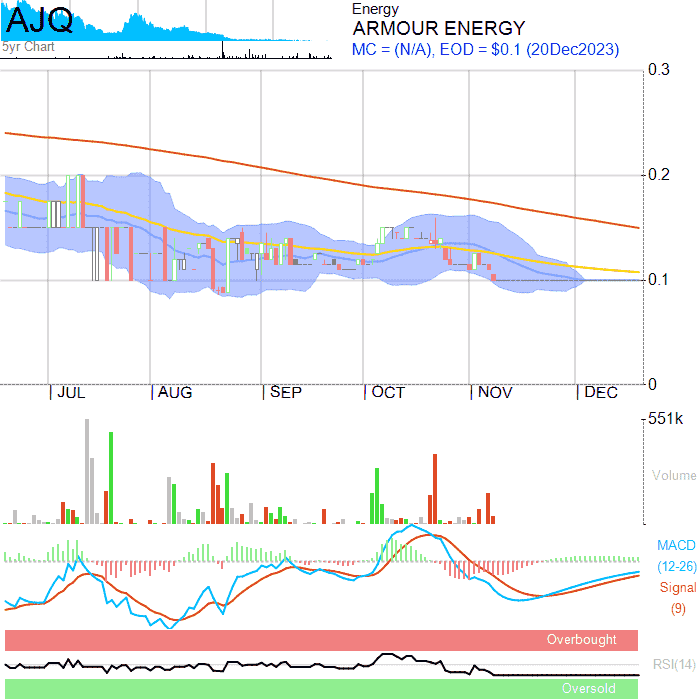 AJQ
5yr Chart
Energy
ARMOUR ENERGY
MC = (N/A), EOD = $0.1 (20Dec2023)
0.3
0.2
0.1
0
JUL AUG SEP OCT NOV DEC
551k
Volume
MACD
(12-26)
Signal
(9)
Overbought
RSI(14)
Oversold